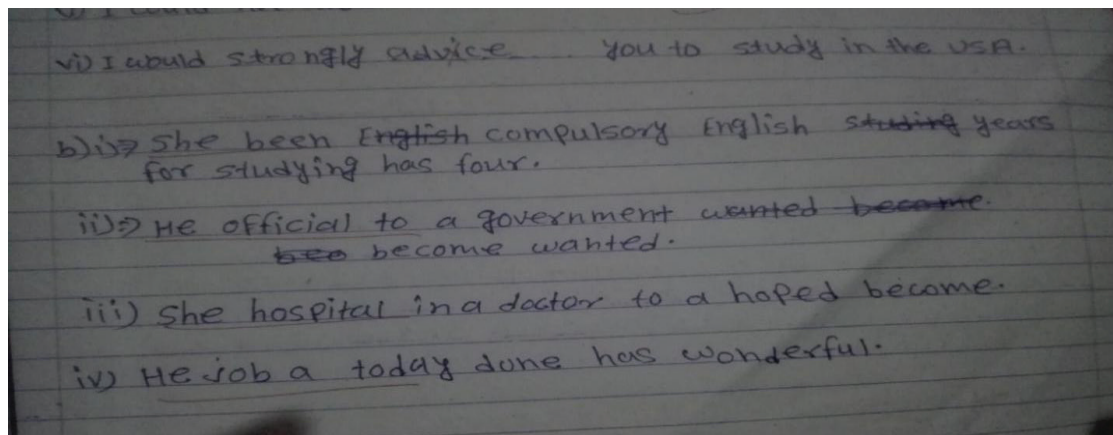 vi) I would strongly advice you to study in the USA.
b) i)⇒ She been English compulsory English studing years
for studying has four.
ii)⇒ He official to a government wanted become.
beo become wanted.
iii) She hospital in a doctor to a hoped become.
iv) He job a today done has wonderful.